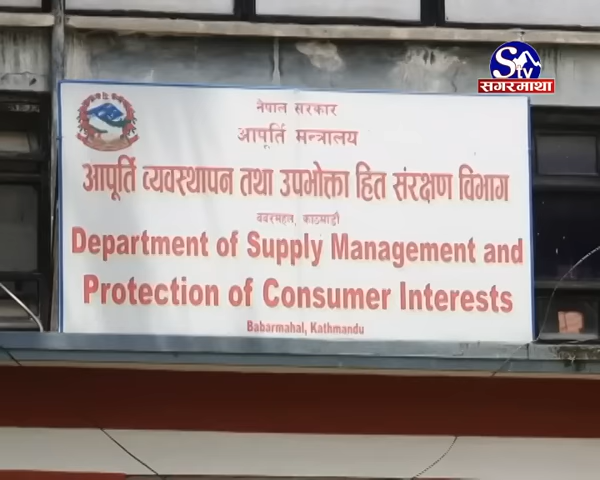 STV
सगरमाथा
नेपाल सरकार
आपूर्ति मन्त्रालय
आपूर्ति व्यवस्थापन तथा उपभोक्ता हित संरक्षण विभाग
बबरमहल, काठमाडौं
Department of Supply Management and
Protection of Consumer Interests
Babarmahal, Kathmandu